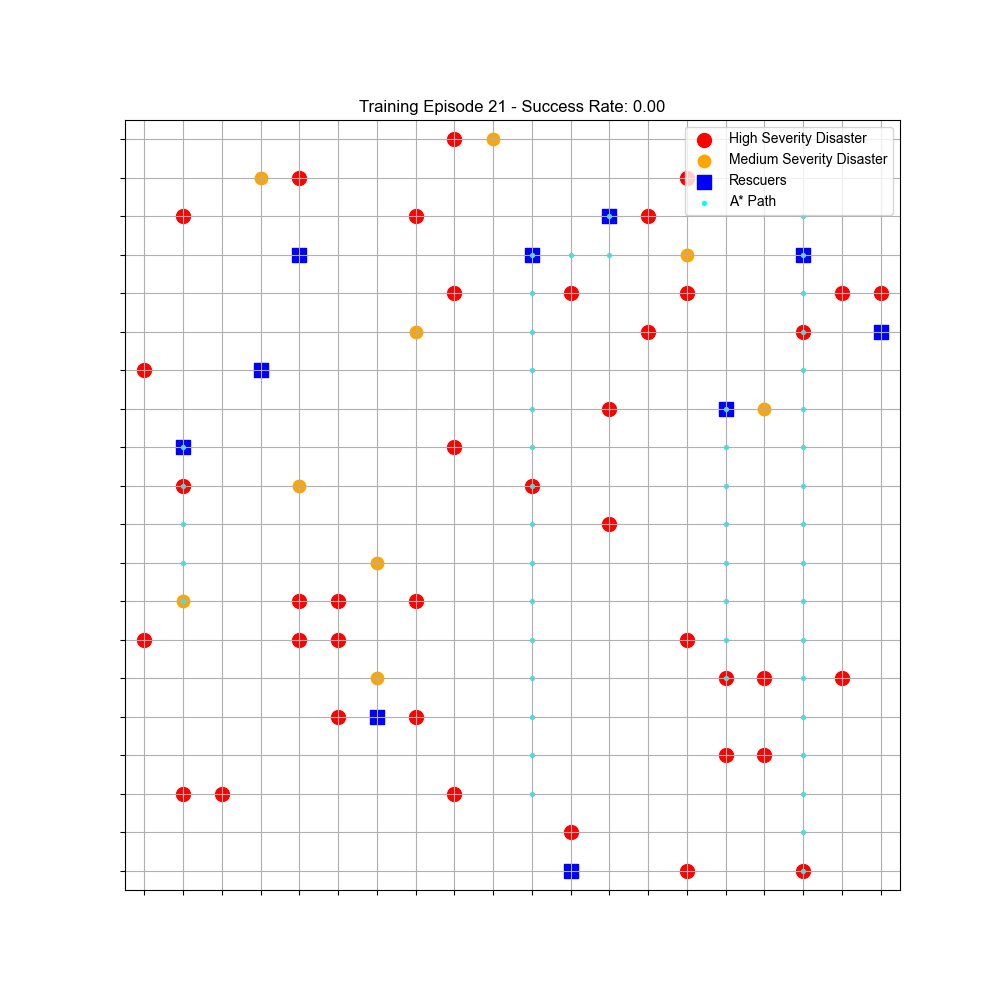 Training Episode 21 - Success Rate: 0.00
High Severity Disaster
Medium Severity Disaster
Rescuers
A* Path